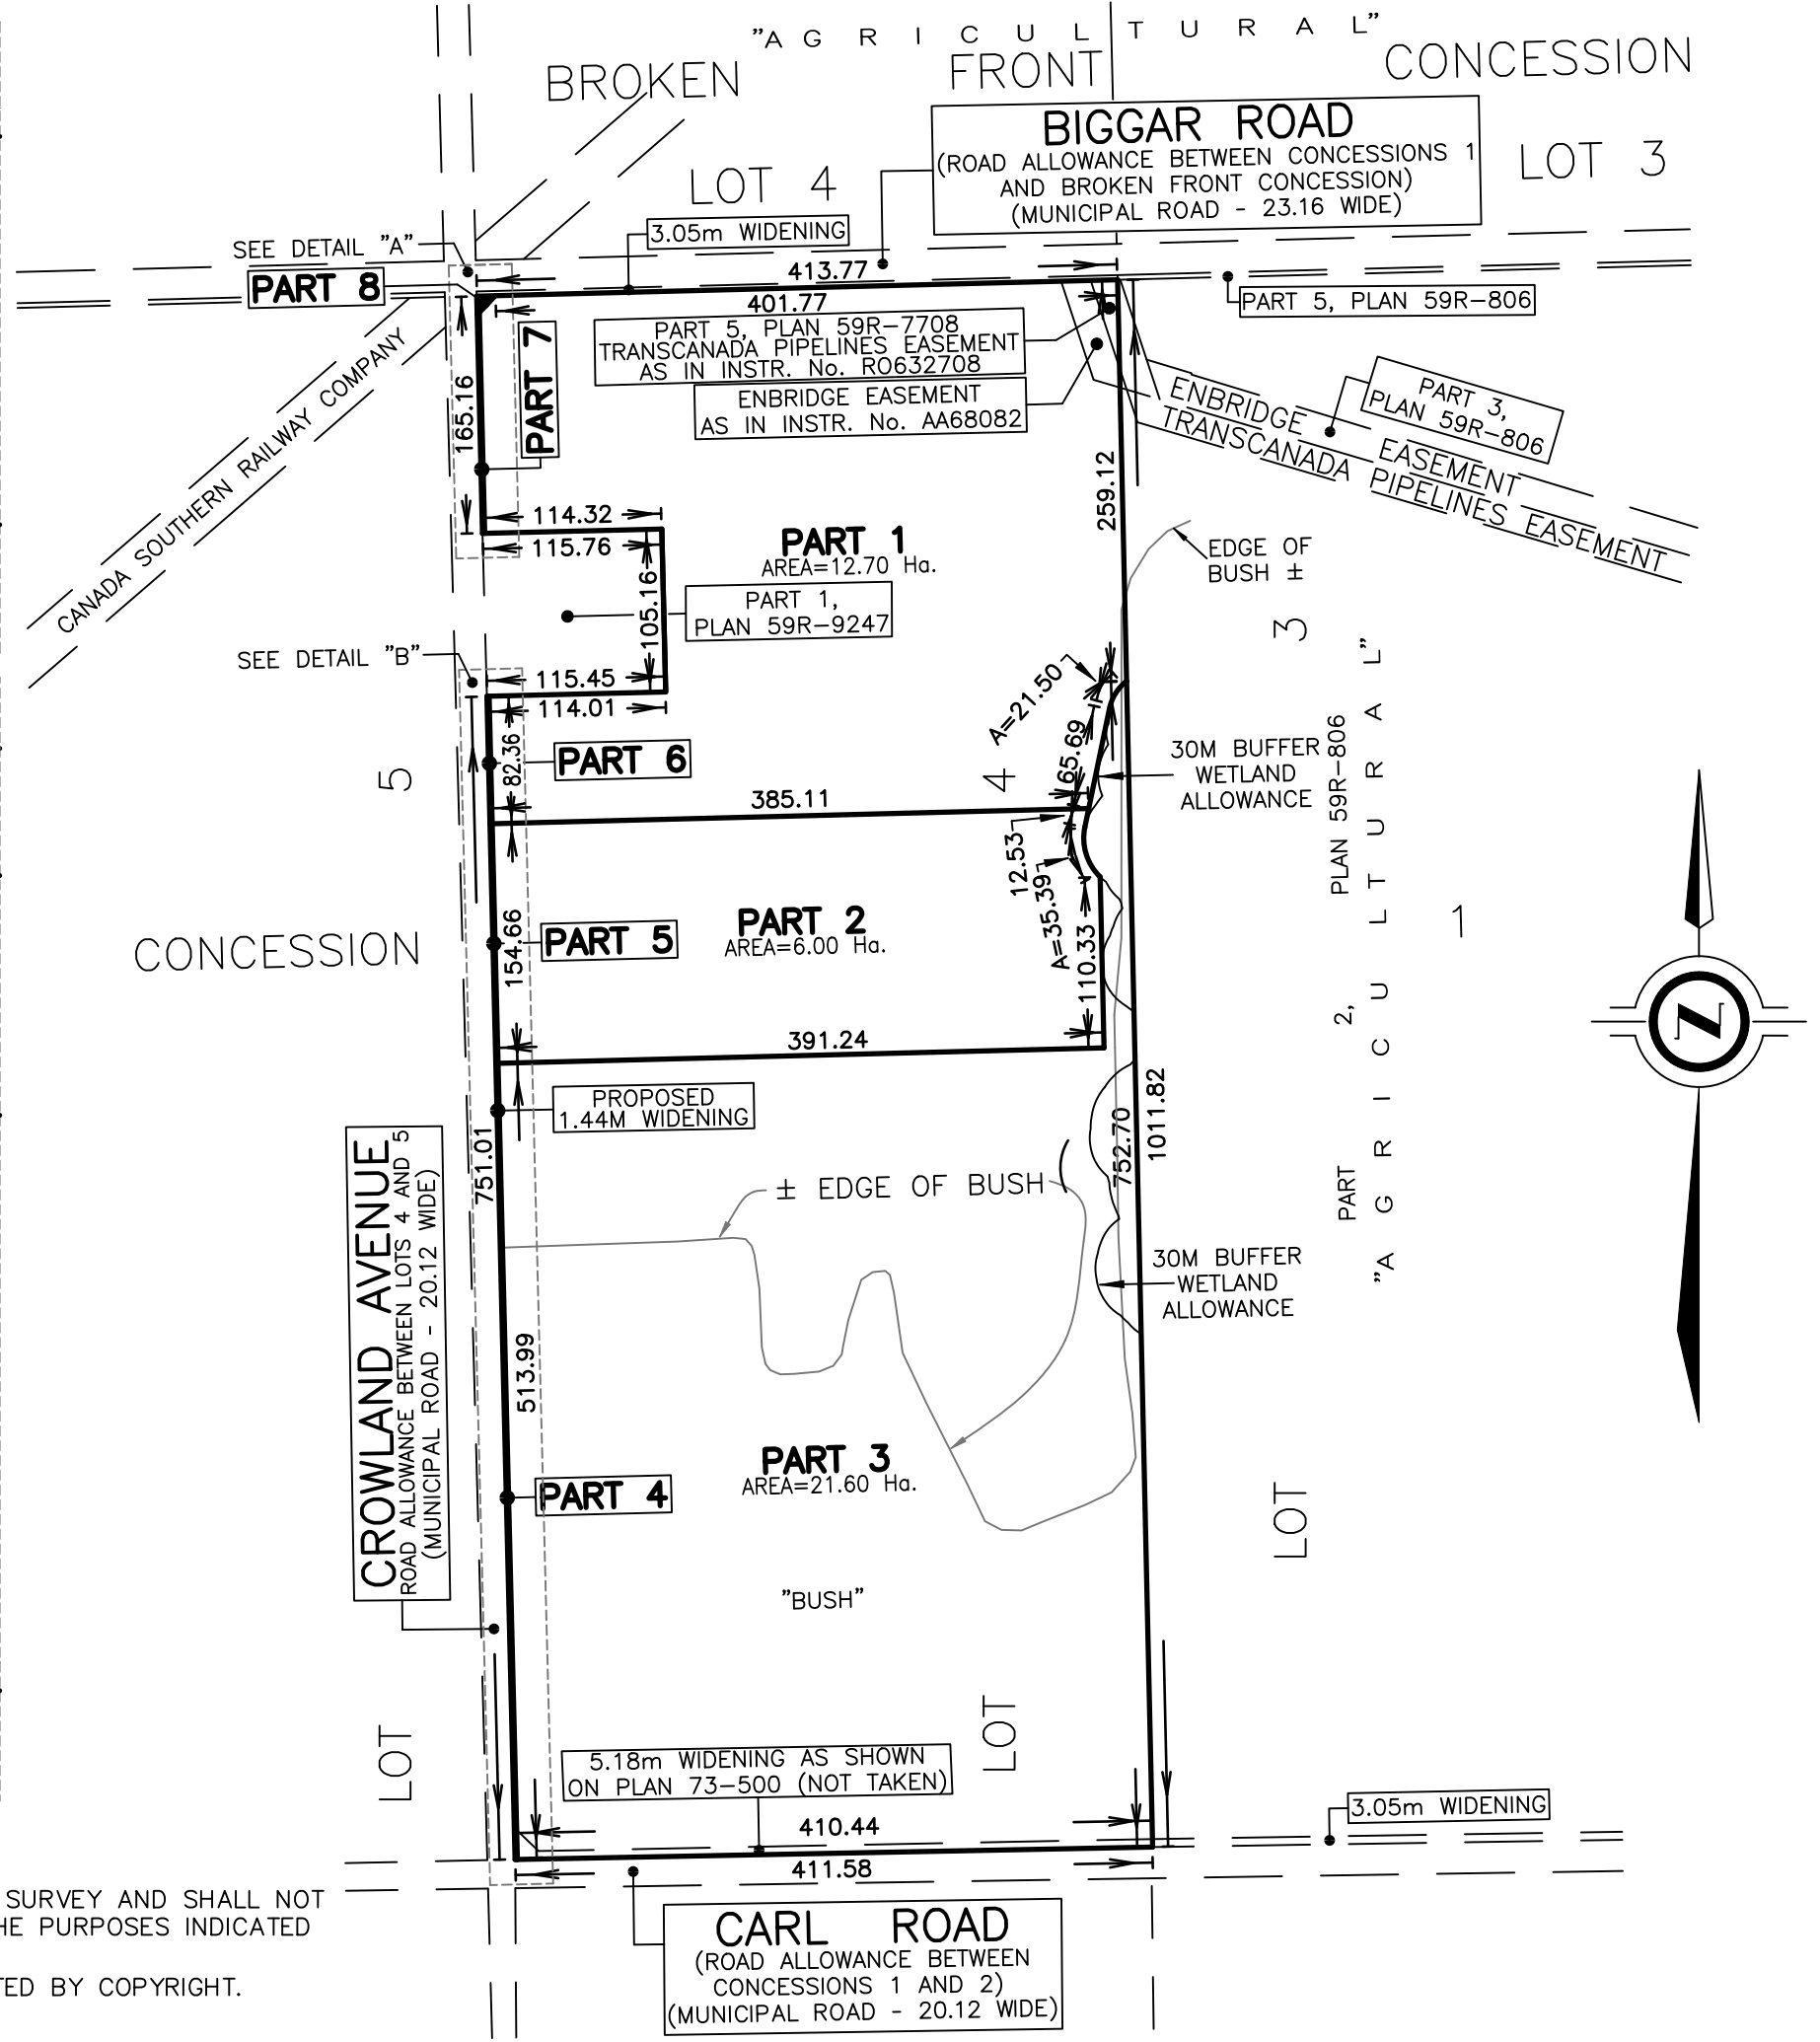 "AGRICULTURAL"
BROKEN FRONT CONCESSION
BIGGAR ROAD
(ROAD ALLOWANCE BETWEEN CONCESSIONS 1
AND BROKEN FRONT CONCESSION)
(MUNICIPAL ROAD - 23.16 WIDE)
LOT 4
LOT 3
3.05m WIDENING
SEE DETAIL "A"
PART 8
413.77
401.77
PART 5, PLAN 59R-806
PART 5, PLAN 59R-7708
TRANSCANADA PIPELINES EASEMENT
AS IN INSTR. No. RO632708
ENBRIDGE EASEMENT
AS IN INSTR. No. AA68082
PART 7
165.16
CANADA SOUTHERN RAILWAY COMPANY
PART 3,
PLAN 59R-806
ENBRIDGE EASEMENT
TRANSCANADA PIPELINES EASEMENT
259.12
114.32
115.76
PART 1
AREA=12.70 Ha.
EDGE OF
BUSH ±
105.16
PART 1,
PLAN 59R-9247
3
SEE DETAIL "B"
115.45
114.01
A=21.50
65.69
PART 6
82.36
5
4
30M BUFFER
WETLAND
ALLOWANCE
385.11
12.53
A=35.39
110.33
PART 2, PLAN 59R-806
"AGRICULTURAL"
1
CONCESSION
PART 5
154.66
PART 2
AREA=6.00 Ha.
391.24
N
PROPOSED
1.44M WIDENING
751.01
752.70
1011.82
± EDGE OF BUSH
CROWLAND AVENUE
ROAD ALLOWANCE BETWEEN LOTS 4 AND 5
(MUNICIPAL ROAD - 20.12 WIDE)
30M BUFFER
WETLAND
ALLOWANCE
513.99
PART 3
AREA=21.60 Ha.
PART 4
LOT
"BUSH"
LOT
LOT
5.18m WIDENING AS SHOWN
ON PLAN 73-500 (NOT TAKEN)
3.05m WIDENING
410.44
411.58
SURVEY AND SHALL NOT
HE PURPOSES INDICATED
TED BY COPYRIGHT.
CARL ROAD
(ROAD ALLOWANCE BETWEEN
CONCESSIONS 1 AND 2)
(MUNICIPAL ROAD - 20.12 WIDE)